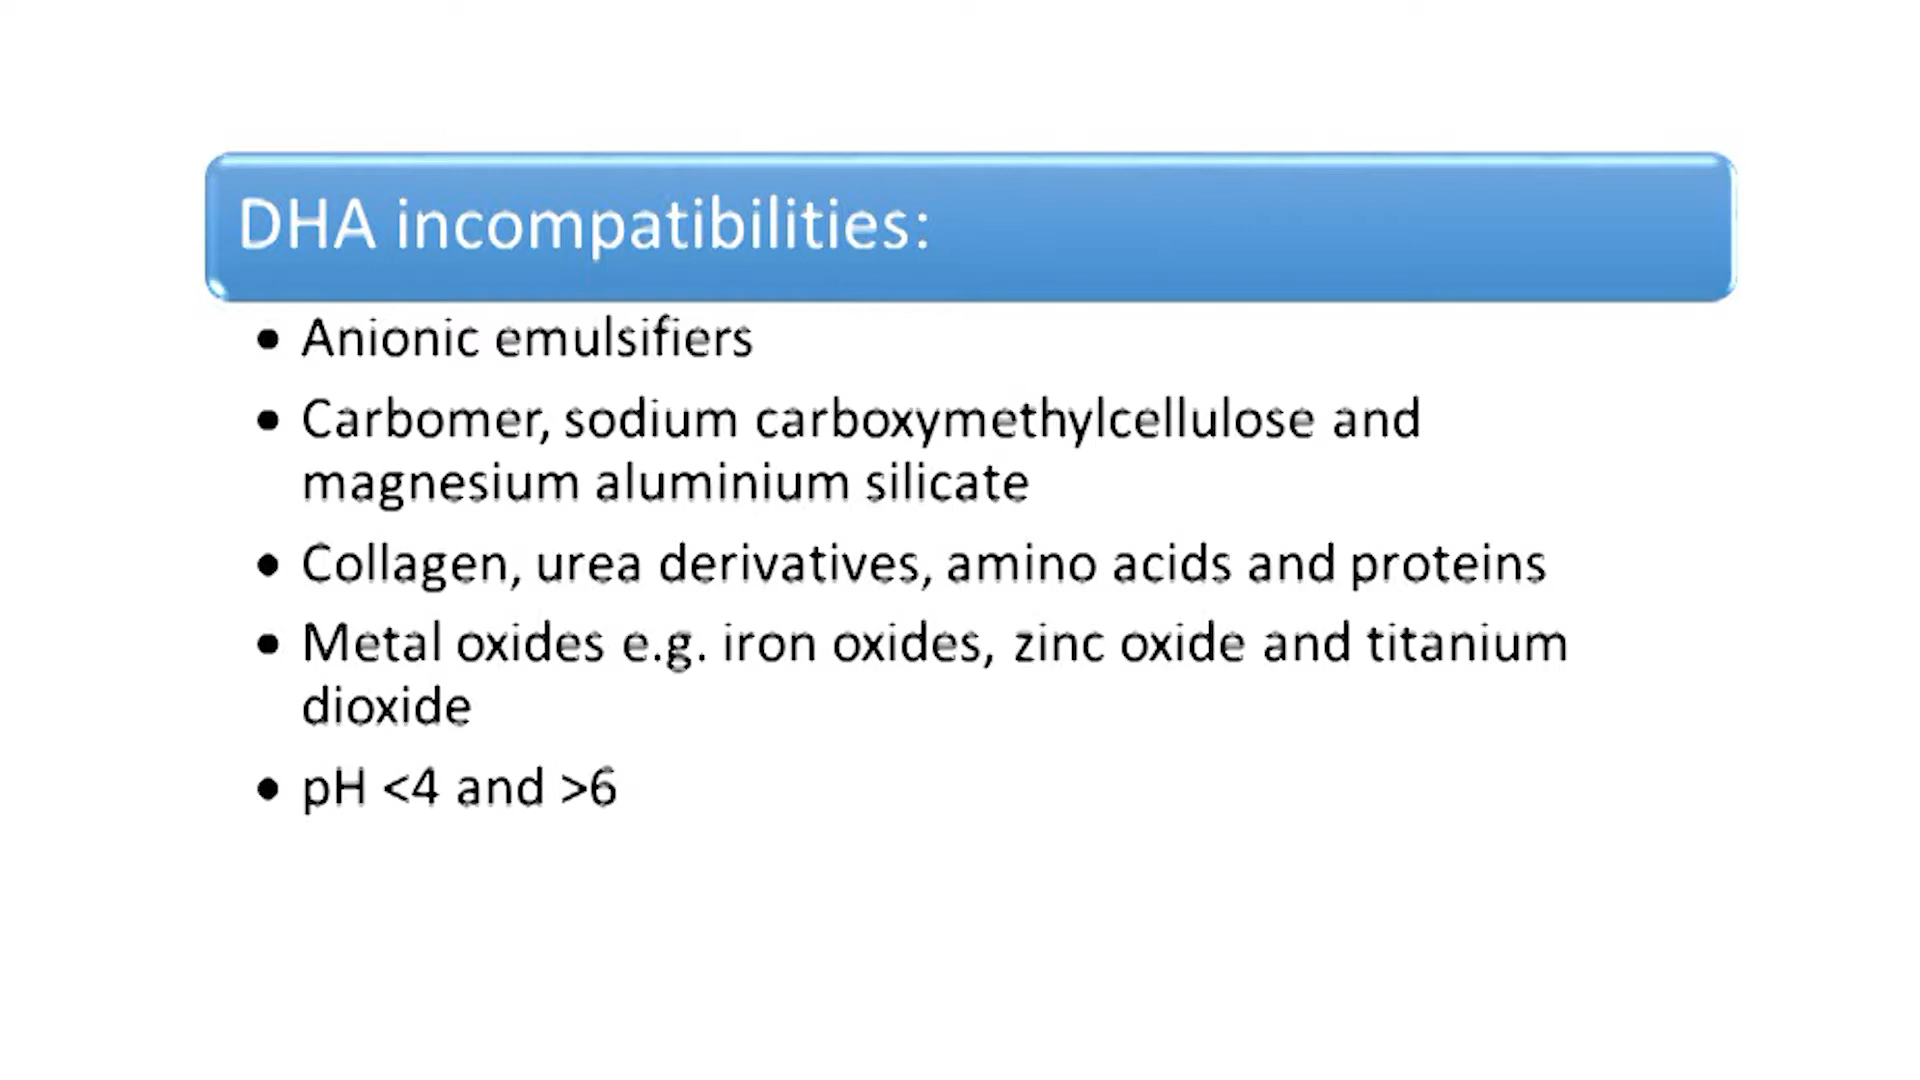 DHA incompatibilities:
• Anionic emulsifiers
• Carbomer, sodium carboxymethylcellulose and
magnesium aluminium silicate
• Collagen, urea derivatives, amino acids and proteins
• Metal oxides e.g. iron oxides, zinc oxide and titanium
dioxide
• pH <4 and >6